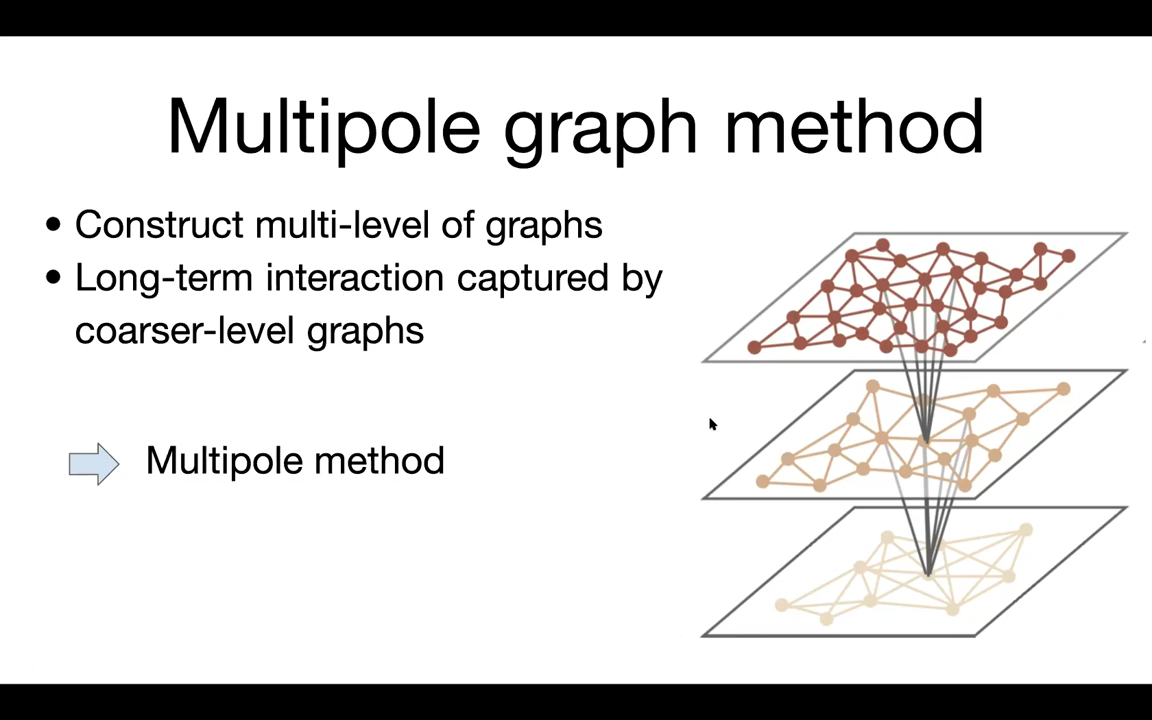 Multipole graph method
• Construct multi-level of graphs
• Long-term interaction captured by
coarser-level graphs
Multipole method